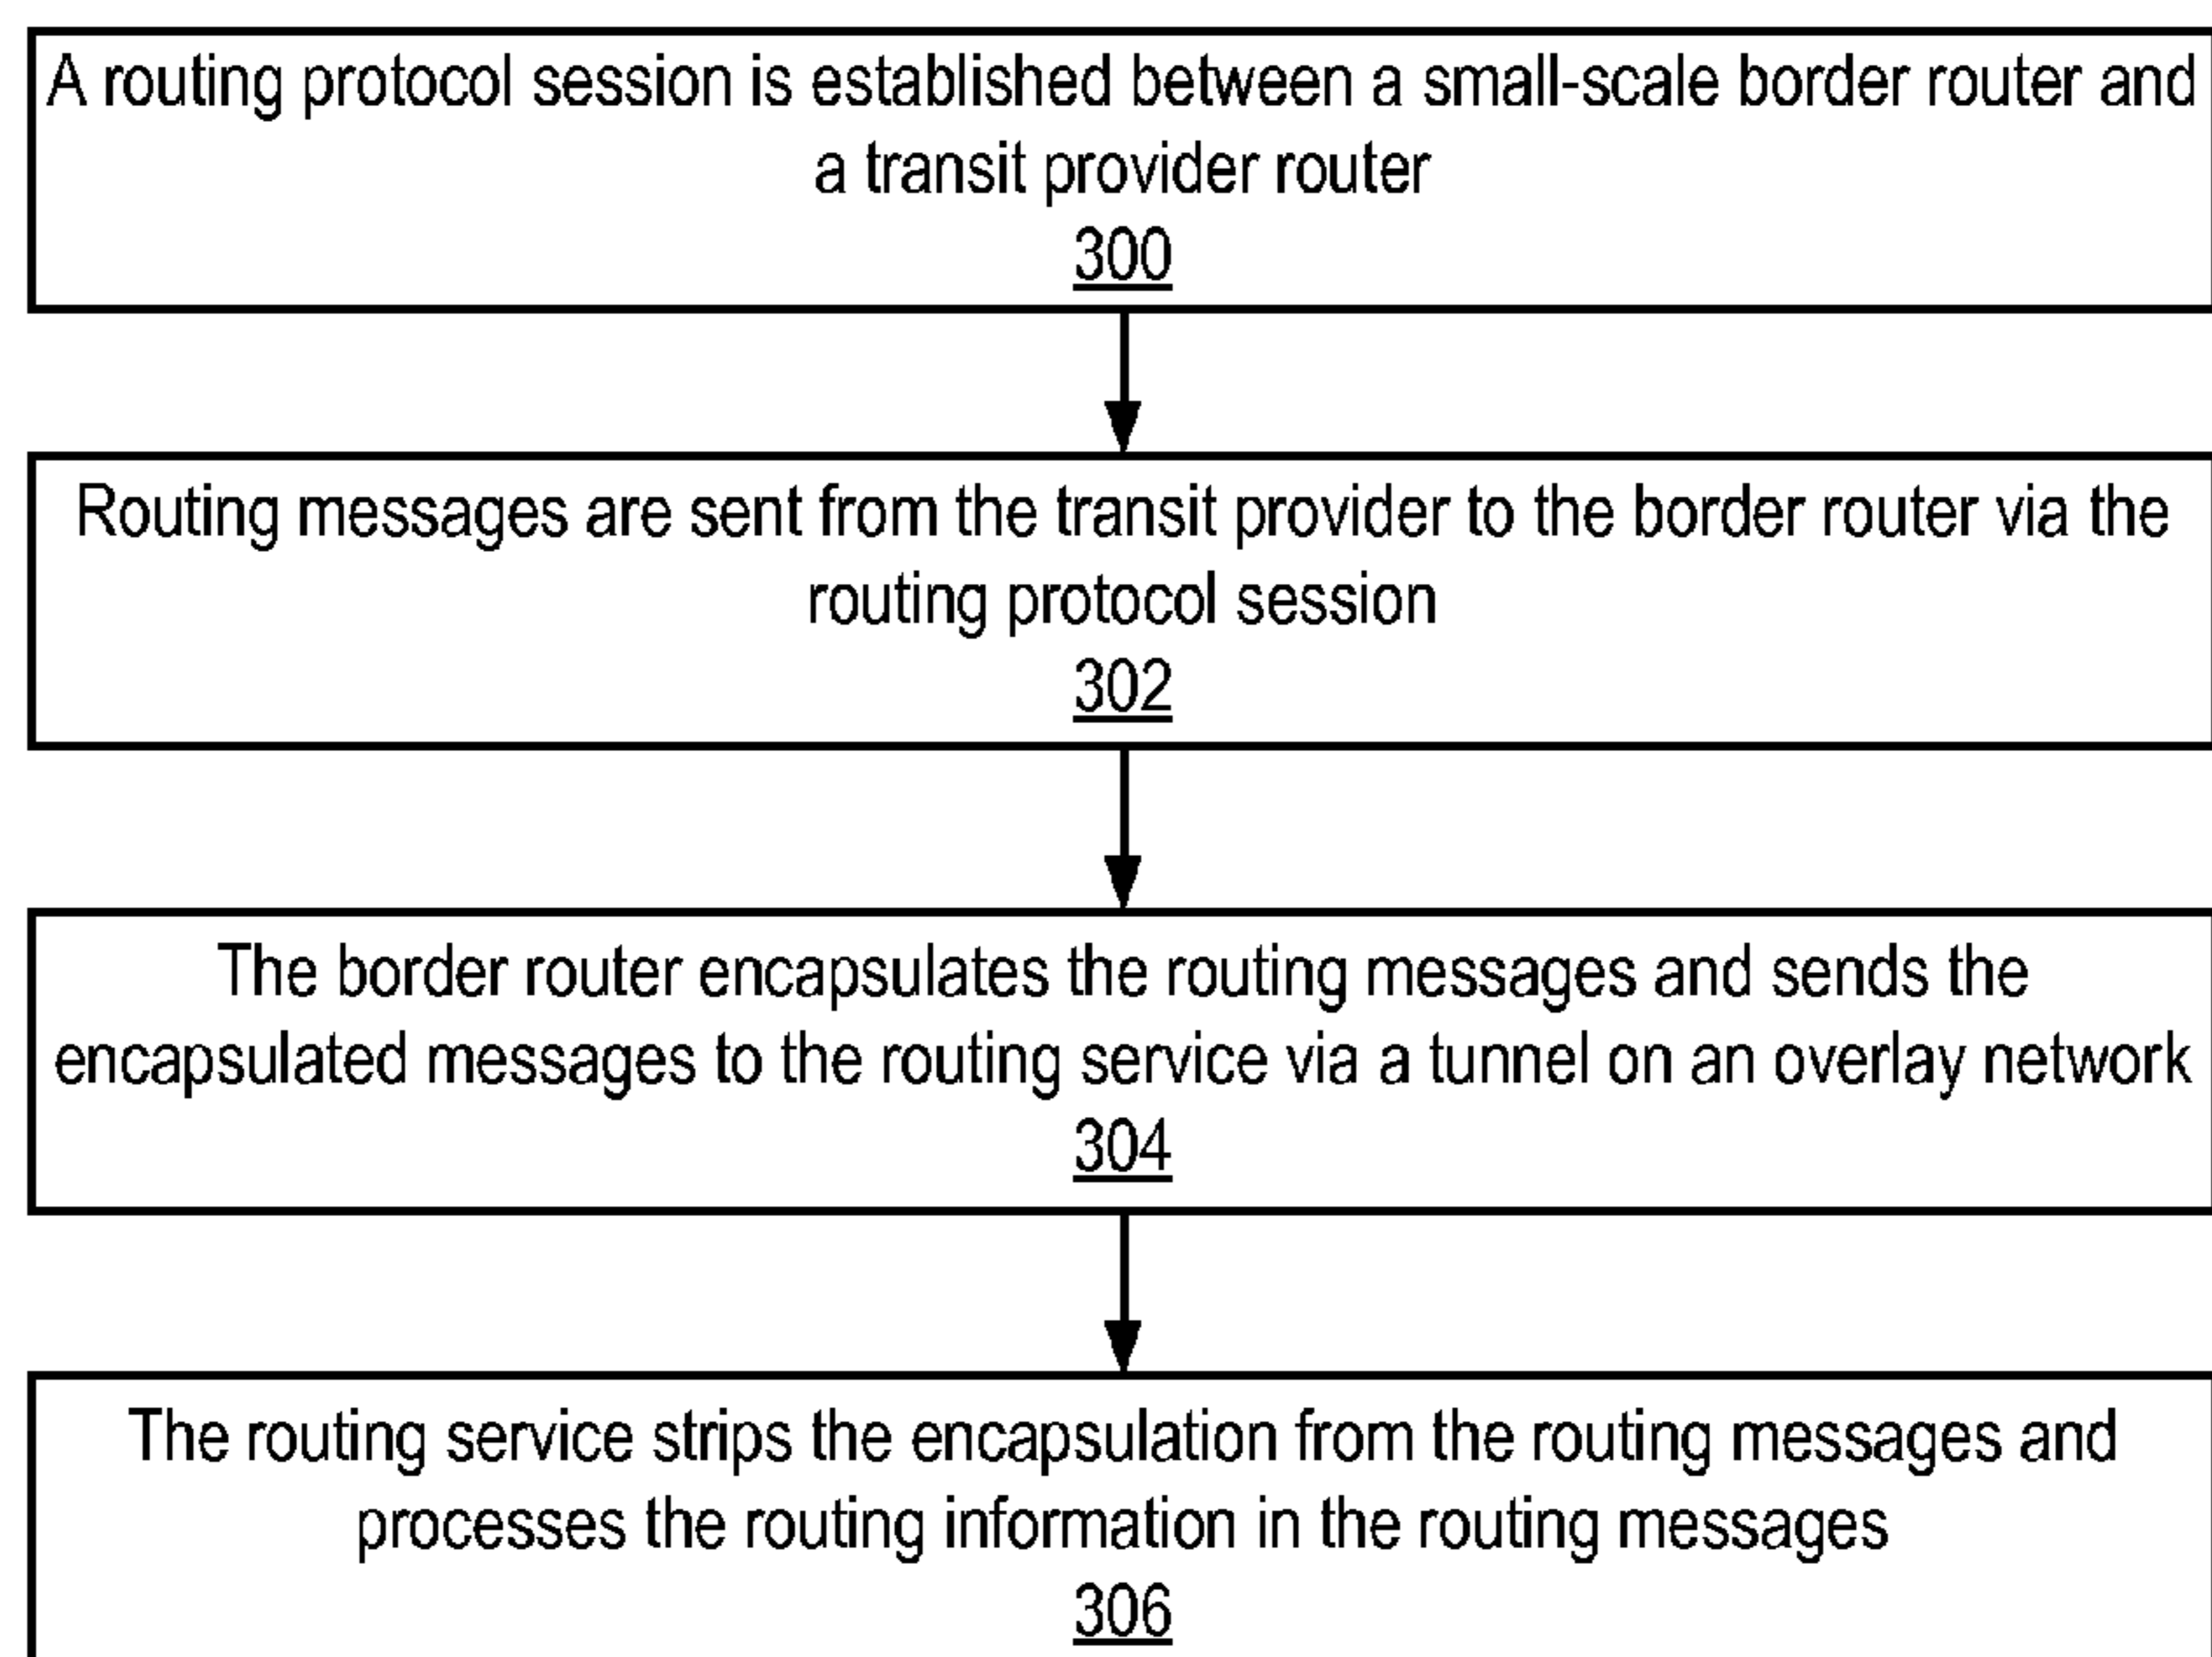 A routing protocol session is established between a small-scale border router and
a transit provider router
300
Routing messages are sent from the transit provider to the border router via the
routing protocol session
302
The border router encapsulates the routing messages and sends the
encapsulated messages to the routing service via a tunnel on an overlay network
304
The routing service strips the encapsulation from the routing messages and
processes the routing information in the routing messages
306